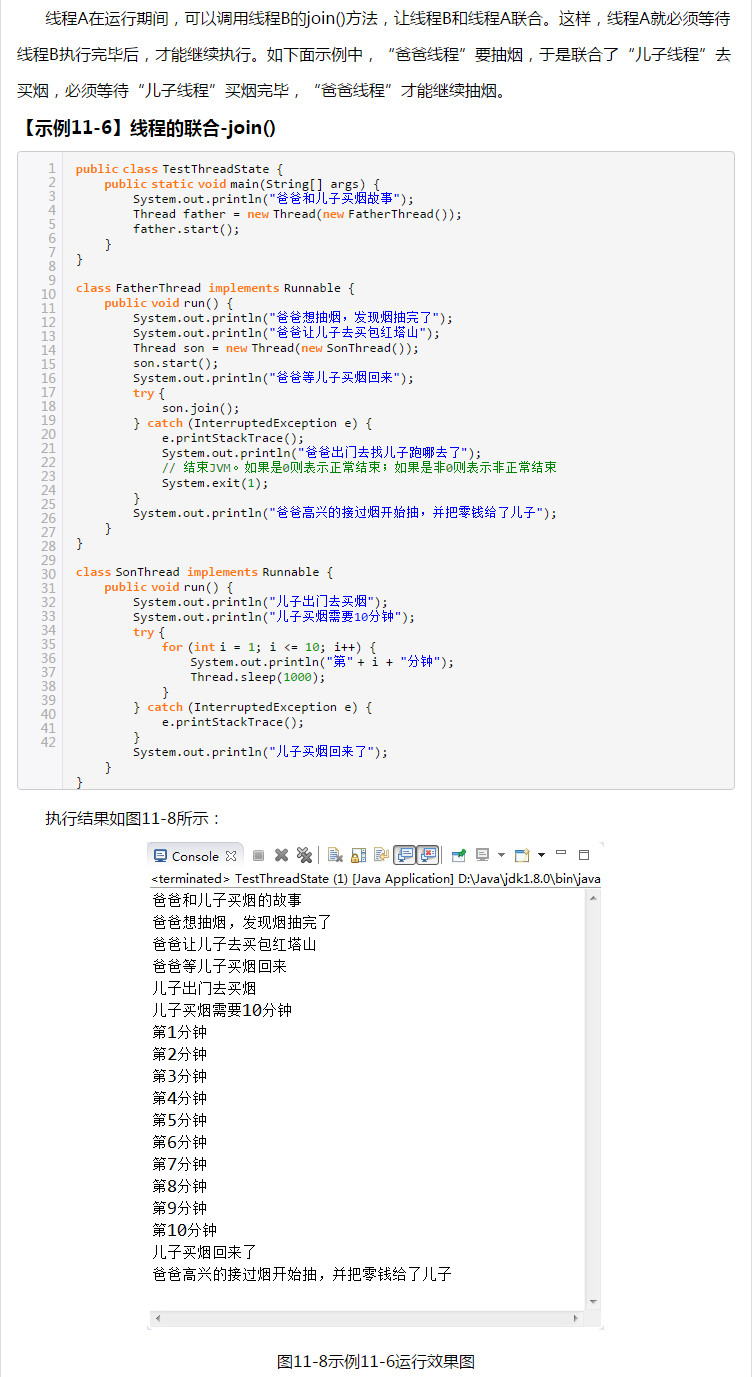 线程A在运行期间，可以调用线程B的join()方法，让线程B和线程A联合。这样，线程A就必须等待
线程B执行完毕后，才能继续执行。如下面示例中，“爸爸线程”要抽烟，于是联合了“儿子线程”去
买烟，必须等待“儿子线程”买烟完毕，“爸爸线程”才能继续抽烟。
【示例11-6】线程的联合-join()
1
2
3
4
5
6
7
8
9
10
11
12
13
14
15
16
17
18
19
20
21
22
23
24
25
26
27
28
29
30
31
32
33
34
35
36
37
38
39
40
41
42
public class TestThreadState {
    public static void main(String[] args) {
        System.out.println("爸爸和儿子买烟故事");
        Thread father = new Thread(new FatherThread());
        father.start();
    }
}
class FatherThread implements Runnable {
    public void run() {
        System.out.println("爸爸想抽烟，发现烟抽完了");
        System.out.println("爸爸让儿子去买包红塔山");
        Thread son = new Thread(new SonThread());
        son.start();
        System.out.println("爸爸等儿子买烟回来");
        try {
            son.join();
        } catch (InterruptedException e) {
            e.printStackTrace();
            System.out.println("爸爸出门去找儿子跑哪去了");
            // 结束JVM。如果是0则表示正常结束；如果是非0则表示非正常结束
            System.exit(1);
        }
        System.out.println("爸爸高兴的接过烟开始抽，并把零钱给了儿子");
    }
}
class SonThread implements Runnable {
    public void run() {
        System.out.println("儿子出门去买烟");
        System.out.println("儿子买烟需要10分钟");
        try {
            for (int i = 1; i <= 10; i++) {
                System.out.println("第" + i + "分钟");
                Thread.sleep(1000);
            }
        } catch (InterruptedException e) {
            e.printStackTrace();
        }
        System.out.println("儿子买烟回来了");
    }
}
执行结果如图11-8所示：
Console
<terminated> TestThreadState (1) [Java Application] D:\Java\jdk1.8.0\bin\java
爸爸和儿子买烟的故事
爸爸想抽烟，发现烟抽完了
爸爸让儿子去买包红塔山
爸爸等儿子买烟回来
儿子出门去买烟
儿子买烟需要10分钟
第1分钟
第2分钟
第3分钟
第4分钟
第5分钟
第6分钟
第7分钟
第8分钟
第9分钟
第10分钟
儿子买烟回来了
爸爸高兴的接过烟开始抽，并把零钱给了儿子
图11-8示例11-6运行效果图